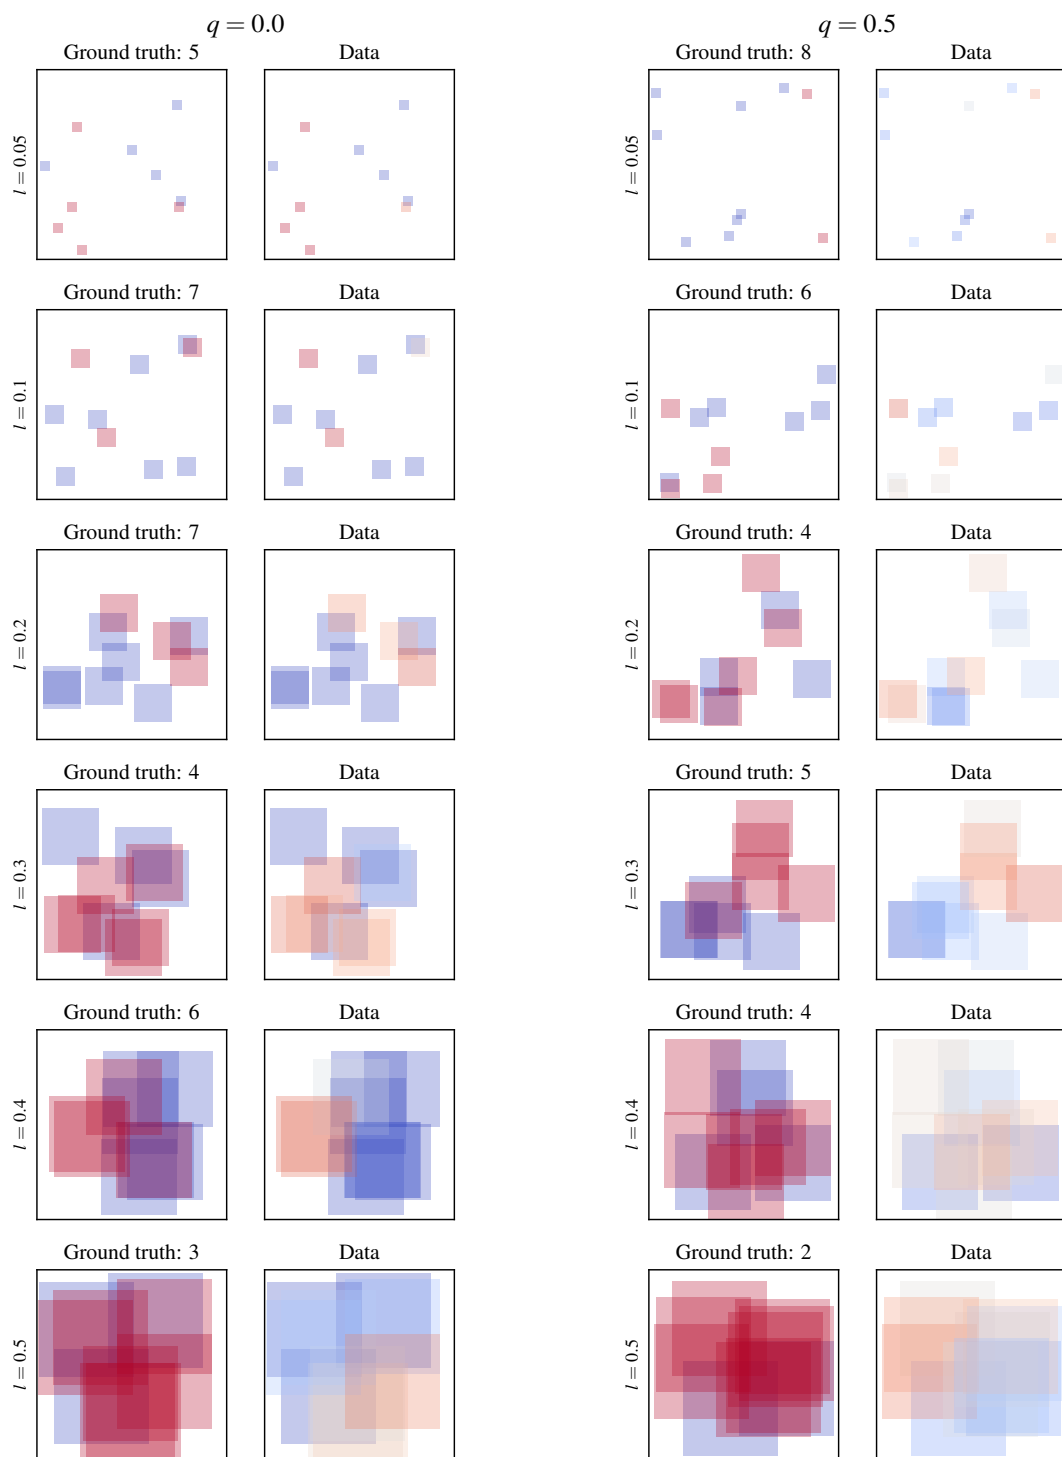 q = 0.0
q = 0.5
Ground truth: 5
Data
Ground truth: 8
Data
l = 0.05
l = 0.05
Ground truth: 7
Data
Ground truth: 6
Data
l = 0.1
l = 0.1
Ground truth: 7
Data
Ground truth: 4
Data
l = 0.2
l = 0.2
Ground truth: 4
Data
Ground truth: 5
Data
l = 0.3
l = 0.3
Ground truth: 6
Data
Ground truth: 4
Data
l = 0.4
l = 0.4
Ground truth: 3
Data
Ground truth: 2
Data
l = 0.5
l = 0.5